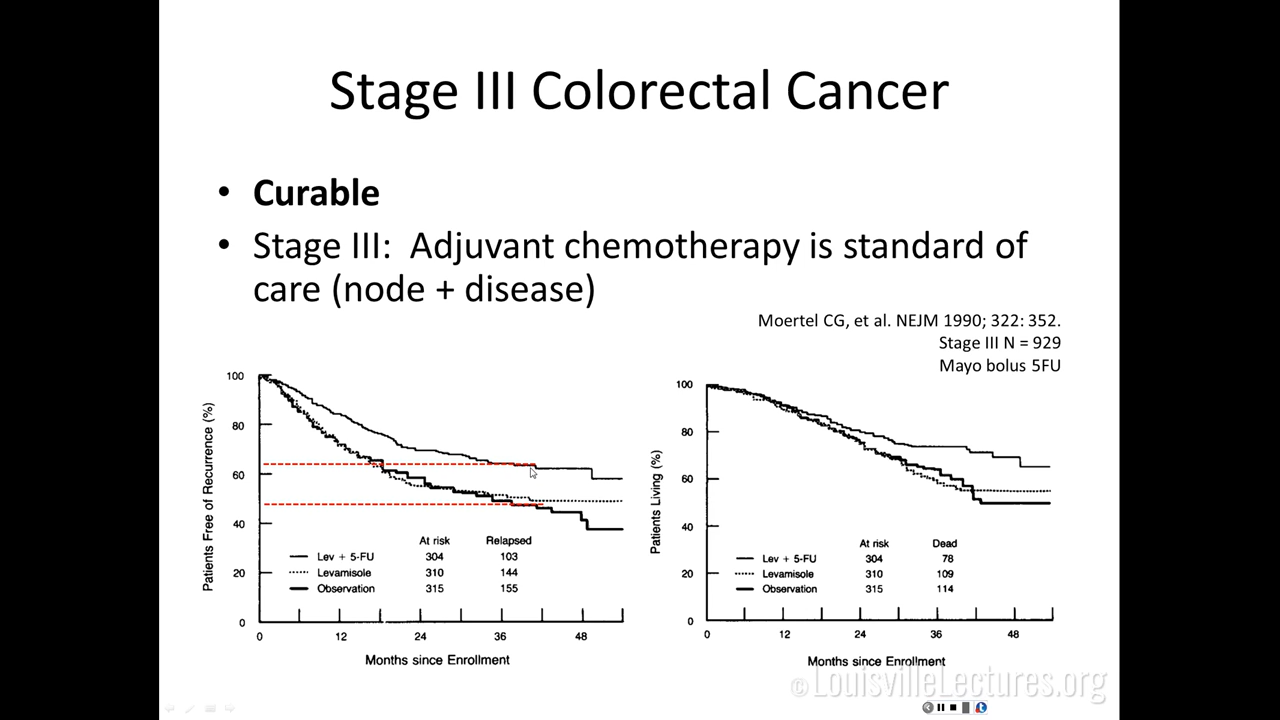 Stage III Colorectal Cancer
• Curable
• Stage III: Adjuvant chemotherapy is standard of
care (node + disease)
Moertel CG, et al. NEJM 1990; 322: 352.
Stage III N = 929
Mayo bolus 5FU
Patients Free of Recurrence (%)
100
80
60
40
20
0
At risk Relapsed
Lev + 5-FU 304 103
Levamisole 310 144
Observation 315 155
0 12 24 36 48
Months since Enrollment
Patients Living (%)
100
80
60
40
20
0
At risk Dead
Lev + 5-FU 304 78
Levamisole 310 109
Observation 315 114
0 12 24 36 48
Months since Enrollment
©LouisvilleLectures.org